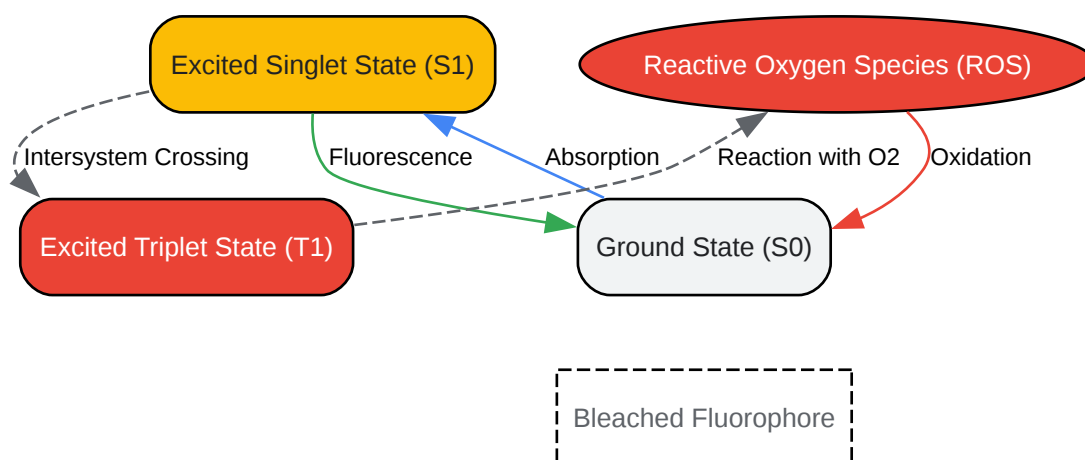 Excited Singlet State (S1)
Reactive Oxygen Species (ROS)
Intersystem Crossing
Fluorescence
Absorption
Reaction with O2
Oxidation
Excited Triplet State (T1)
Ground State (S0)
Bleached Fluorophore